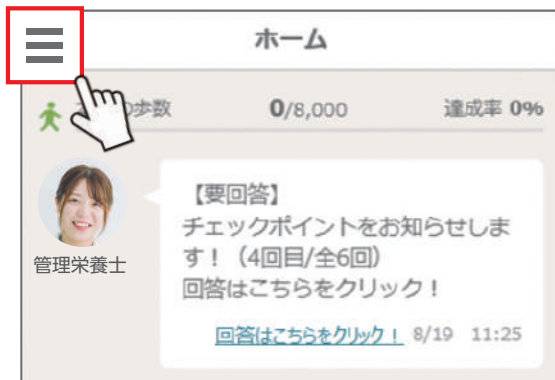 ホーム
の歩数 0/8,000 達成率 0%
【要回答】
チェックポイントをお知らせしま
す！（4回目/全6回）
回答はこちらをクリック！
管理栄養士
回答はこちらをクリック！ 8/19 11:25